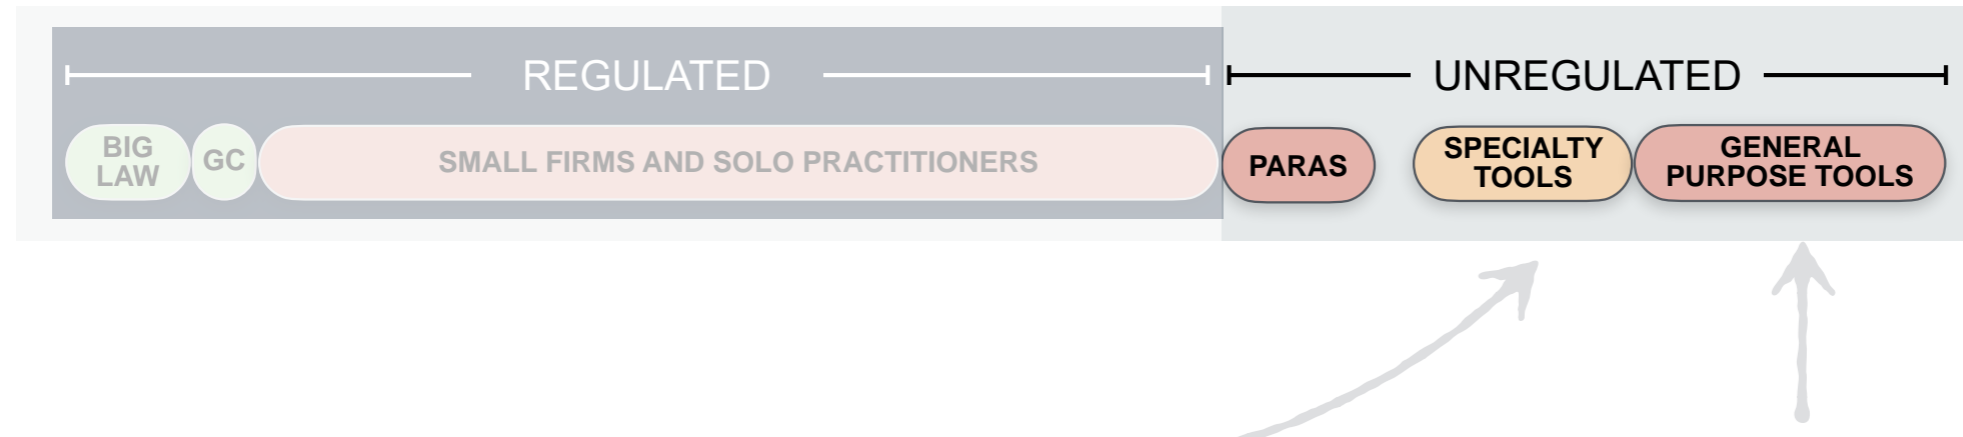 REGULATED
UNREGULATED
BIG
LAW
GC
SMALL FIRMS AND SOLO PRACTITIONERS
PARAS
SPECIALTY
TOOLS
GENERAL
PURPOSE TOOLS